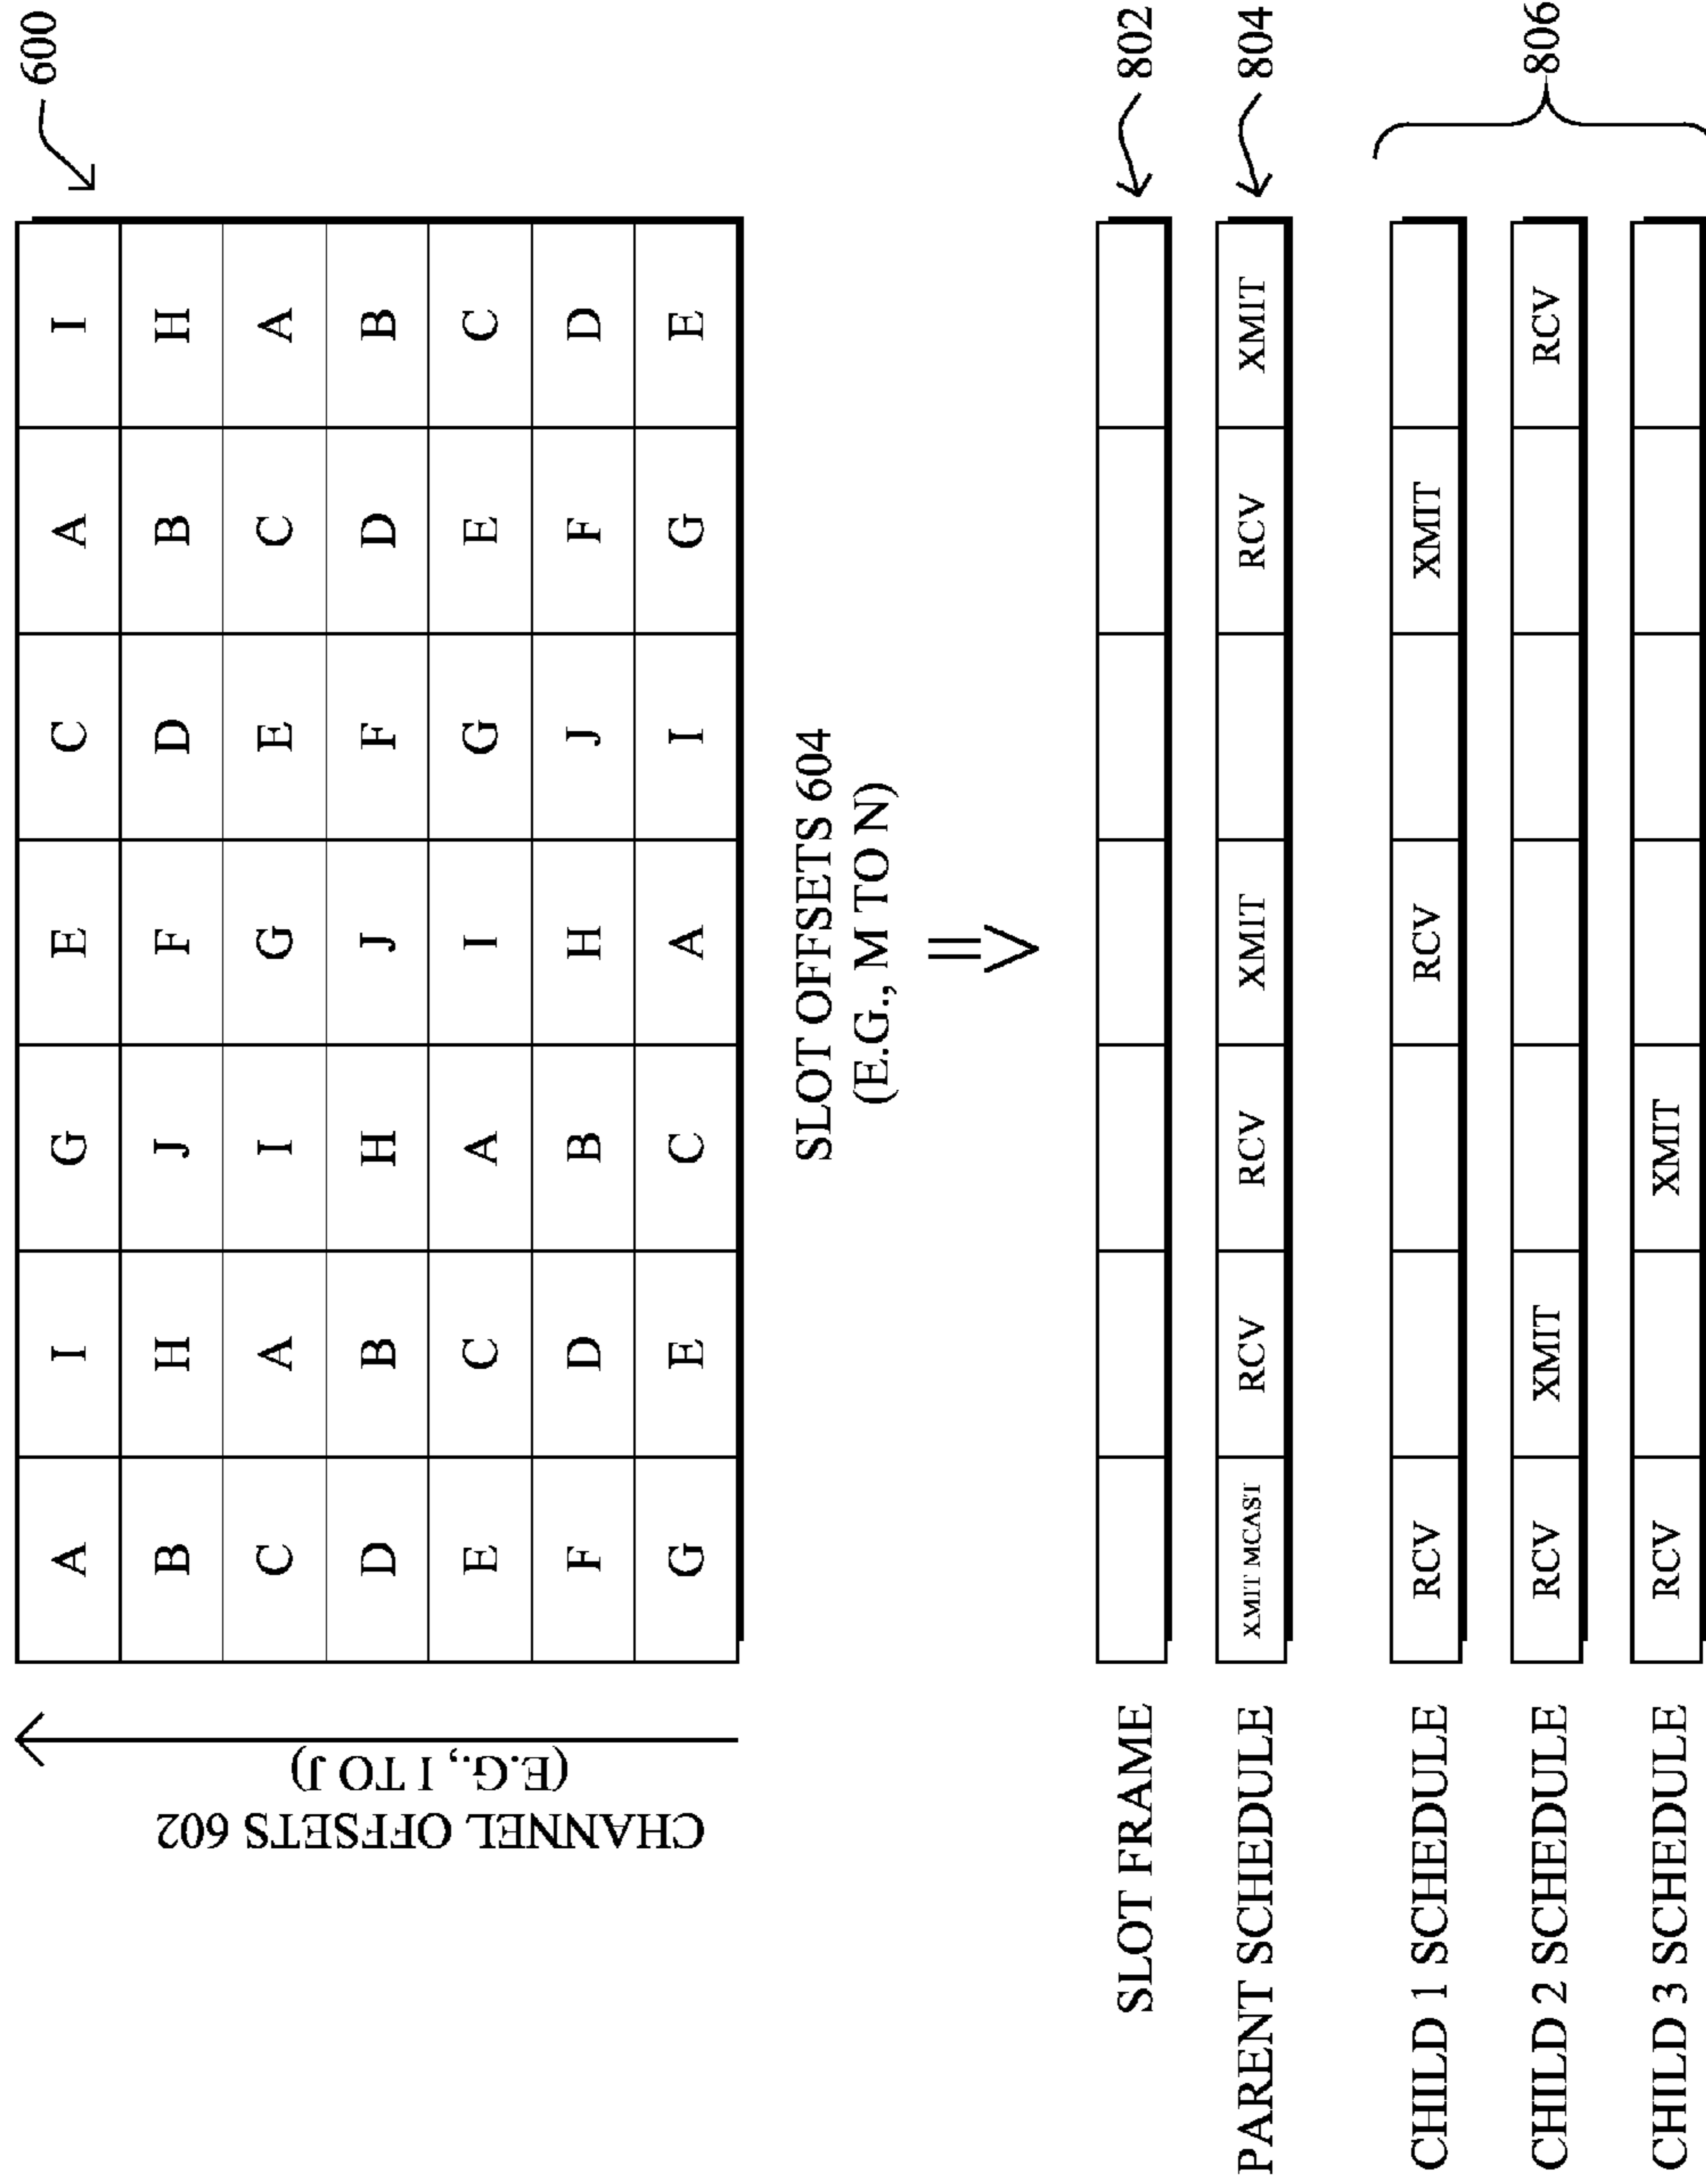 600
CHANNEL OFFSETS 602
(E.G., I TO J)
A I G E C A I
B H J F D B H
C A I G E C A
D B H J F D B
E C A I G E C
F D B H J F D
G E C A I G E
SLOT OFFSETS 604
(E.G., M TO N)
SLOT FRAME 802
PARENT SCHEDULE XMIT MCAST RCV RCV XMIT RCV XMIT 804
CHILD 1 SCHEDULE RCV RCV XMIT
CHILD 2 SCHEDULE RCV XMIT RCV 806
CHILD 3 SCHEDULE RCV XMIT